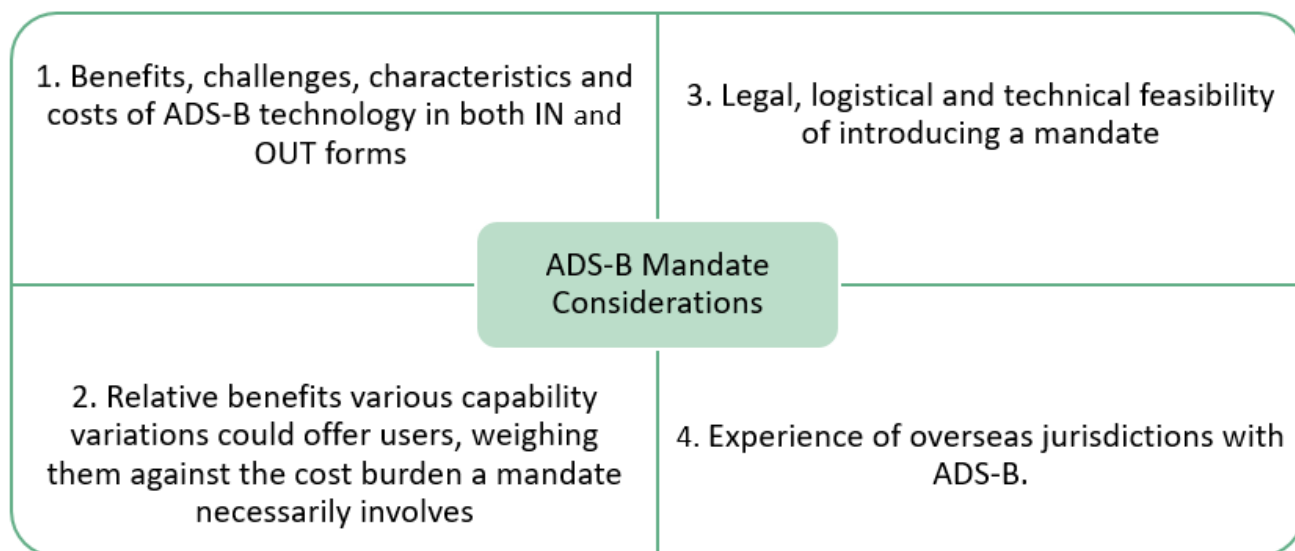 1. Benefits, challenges, characteristics and
costs of ADS-B technology in both IN and
OUT forms
2. Relative benefits various capability
variations could offer users, weighing
them against the cost burden a mandate
necessarily involves
3. Legal, logistical and technical feasibility
of introducing a mandate
4. Experience of overseas jurisdictions with
ADS-B.
ADS-B Mandate
Considerations